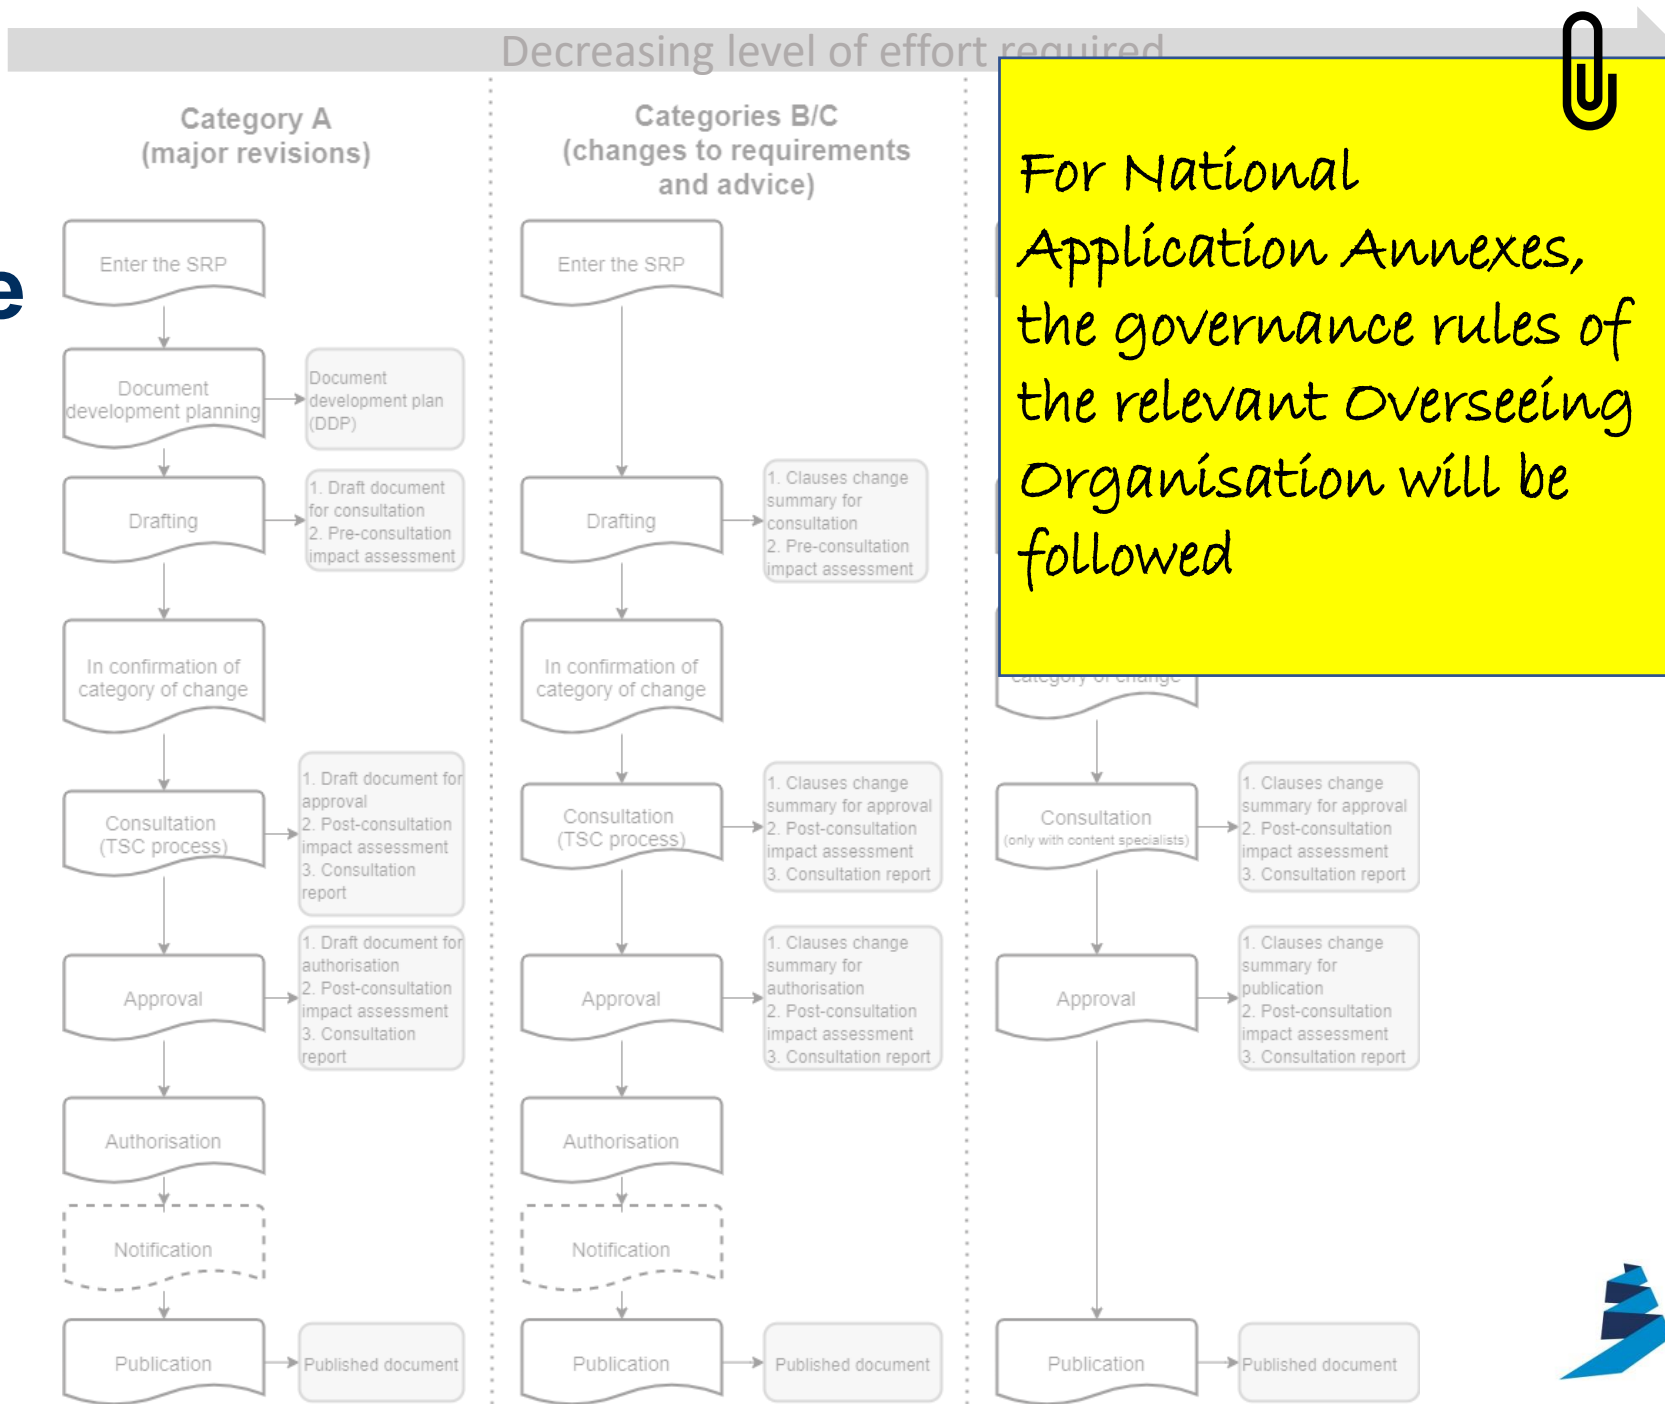 Decreasing level of effort required
Category A
(major revisions)
Enter the SRP
Document
development planning
Document
development plan
(DDP)
Drafting
1. Draft document
for consultation
2. Pre-consultation
impact assessment
In confirmation of
category of change
Consultation
(TSC process)
1. Draft document for
approval
2. Post-consultation
impact assessment
3. Consultation
report
Approval
1. Draft document for
authorisation
2. Post-consultation
impact assessment
3. Consultation
report
Authorisation
Notification
Publication
Published document
Categories B/C
(changes to requirements
and advice)
Enter the SRP
Drafting
1. Clauses change
summary for
consultation
2. Pre-consultation
impact assessment
In confirmation of
category of change
Consultation
(TSC process)
1. Clauses change
summary for approval
2. Post-consultation
impact assessment
3. Consultation report
Approval
1. Clauses change
summary for
authorisation
2. Post-consultation
impact assessment
3. Consultation report
Authorisation
Notification
Publication
Published document
For National
Application Annexes,
the governance rules of
the relevant Overseeing
Organisation will be
followed
category of change
Consultation
(only with content specialists)
1. Clauses change
summary for approval
2. Post-consultation
impact assessment
3. Consultation report
Approval
1. Clauses change
summary for
publication
2. Post-consultation
impact assessment
3. Consultation report
Publication
Published document